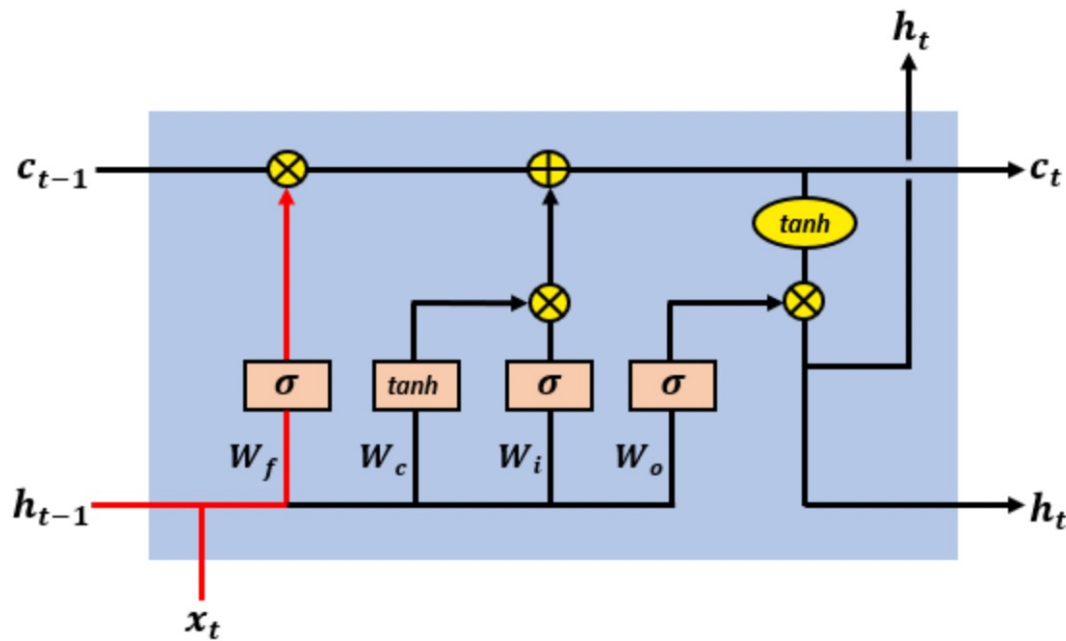 h_t
c_{t-1} c_t
tanh
σ tanh σ σ
W_f W_c W_i W_o
h_{t-1} h_t
x_t